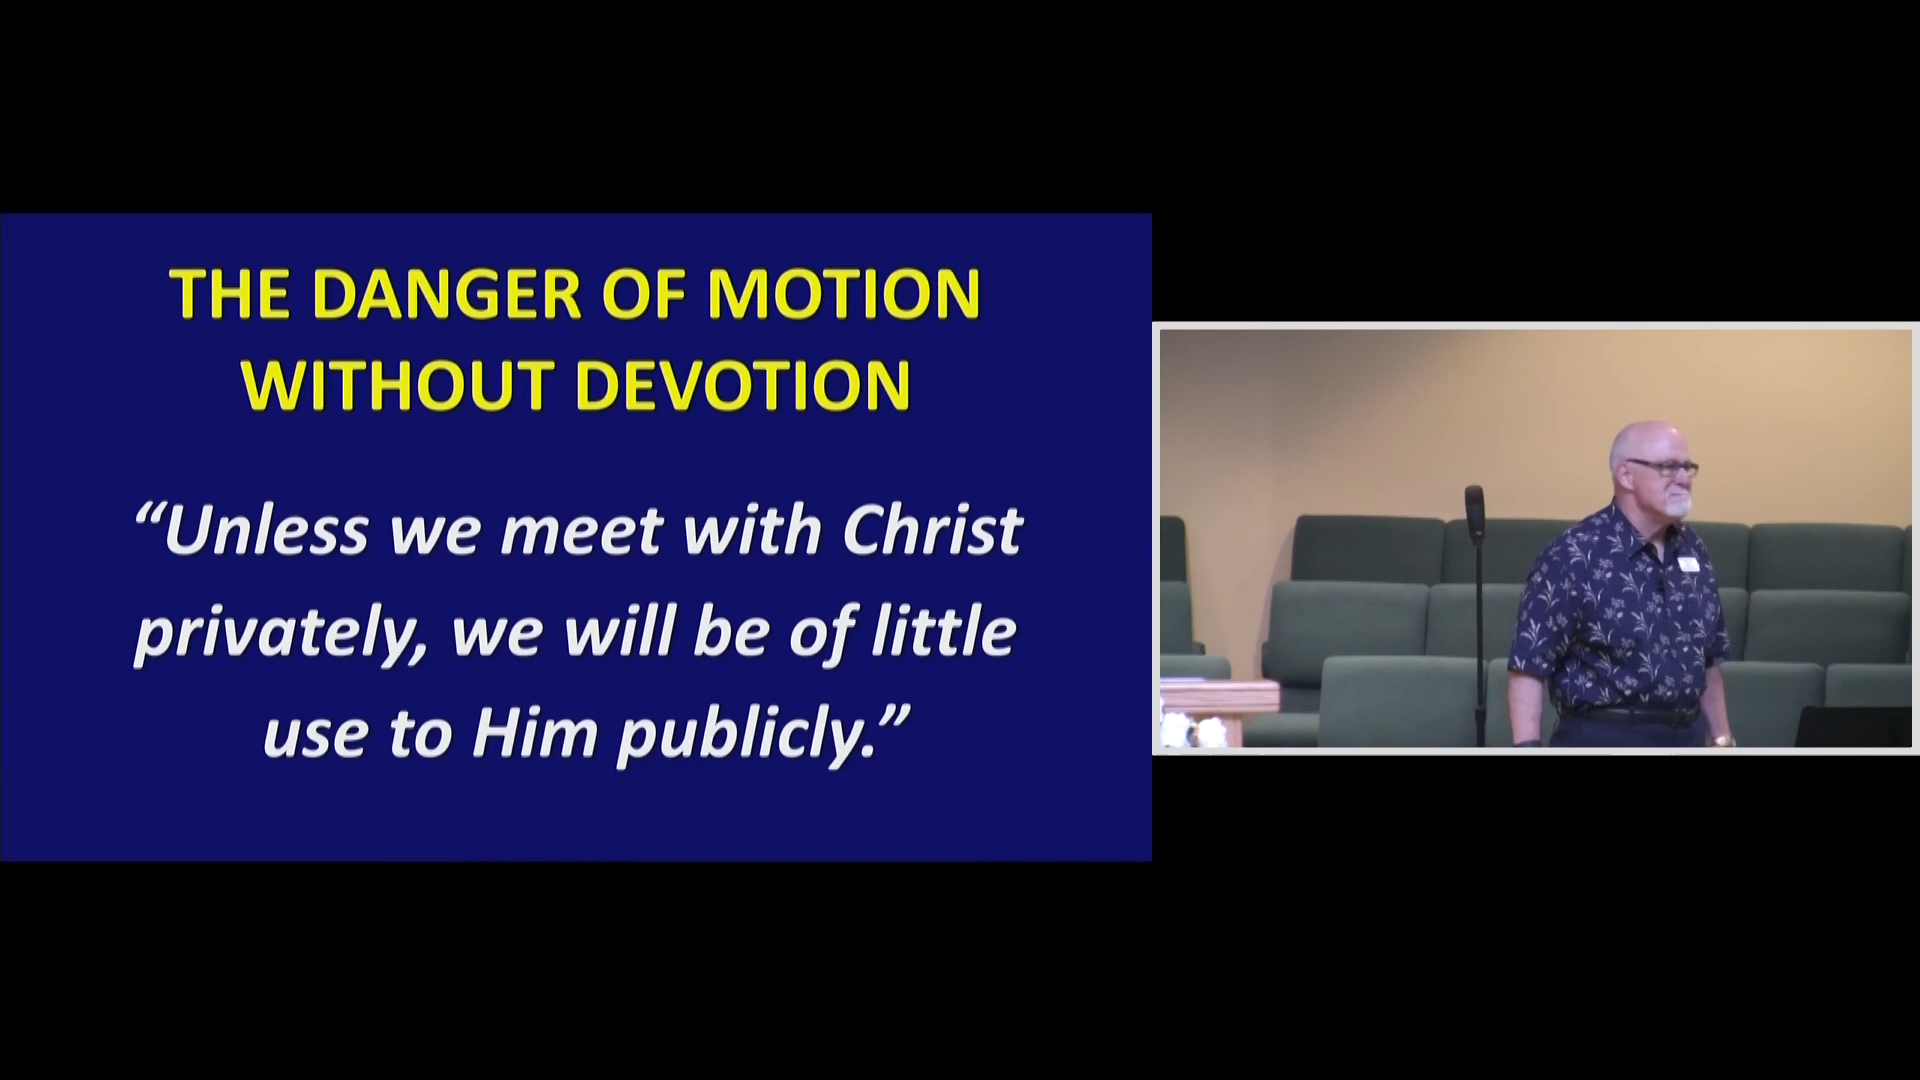 THE DANGER OF MOTION
WITHOUT DEVOTION
“Unless we meet with Christ
privately, we will be of little
use to Him publicly.”